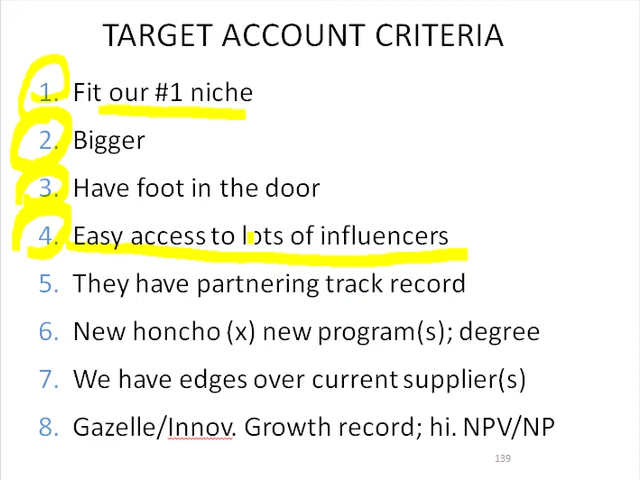 TARGET ACCOUNT CRITERIA
1. Fit our #1 niche
2. Bigger
3. Have foot in the door
4. Easy access to lots of influencers
5. They have partnering track record
6. New honcho (x) new program(s); degree
7. We have edges over current supplier(s)
8. Gazelle/Innov. Growth record; hi. NPV/NP
139